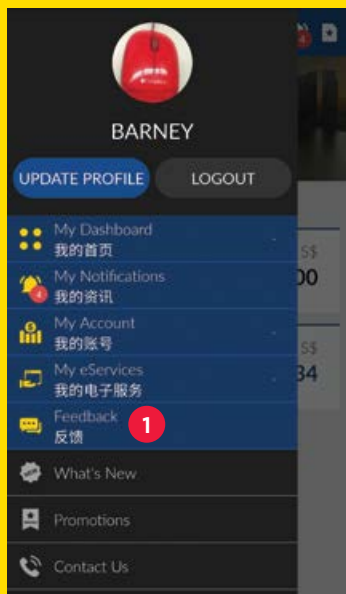 4
BARNEY
UPDATE PROFILE
LOGOUT
My Dashboard
我的首页
My Notifications
我的资讯
4
My Account
我的账号
My eServices
我的电子服务
Feedback
反馈
1
What's New
Promotions
Contact Us
S$
00
S$
34